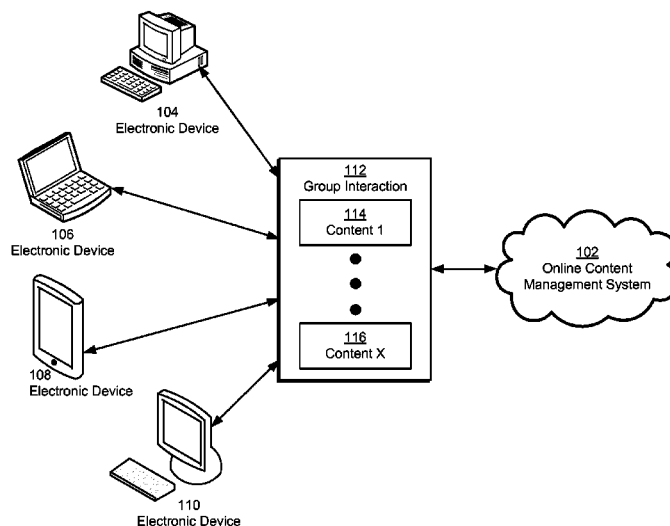 104
Electronic Device
106
Electronic Device
108
Electronic Device
110
Electronic Device
112
Group Interaction
114
Content 1
116
Content X
102
Online Content
Management System